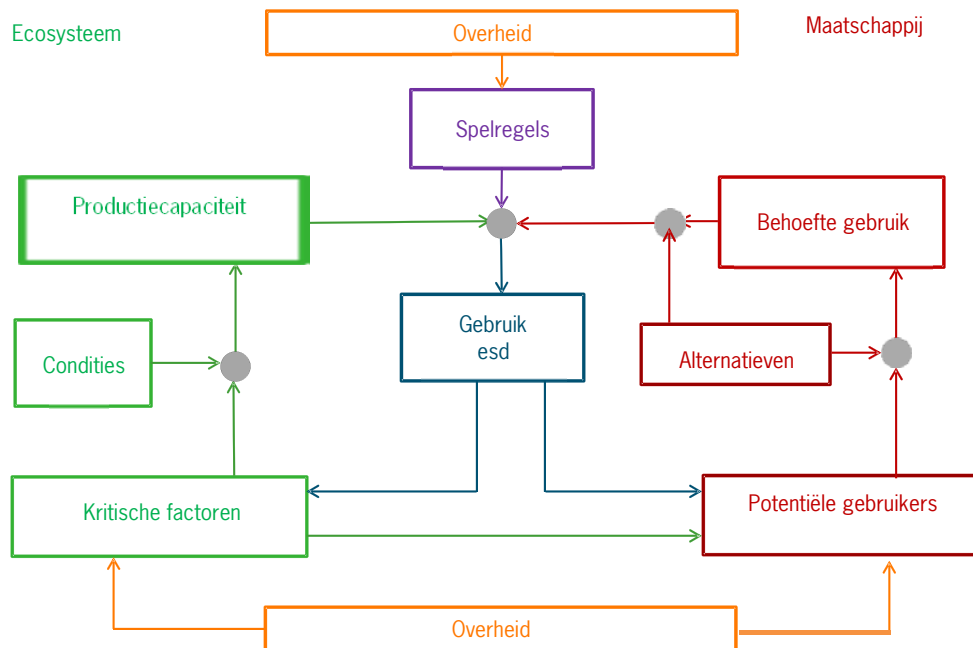 Ecosysteem
Overheid
Maatschappij
Spelregels
Productiecapaciteit
Behoefte gebruik
Gebruik
esd
Condities
Alternatieven
Kritische factoren
Potentiële gebruikers
Overheid